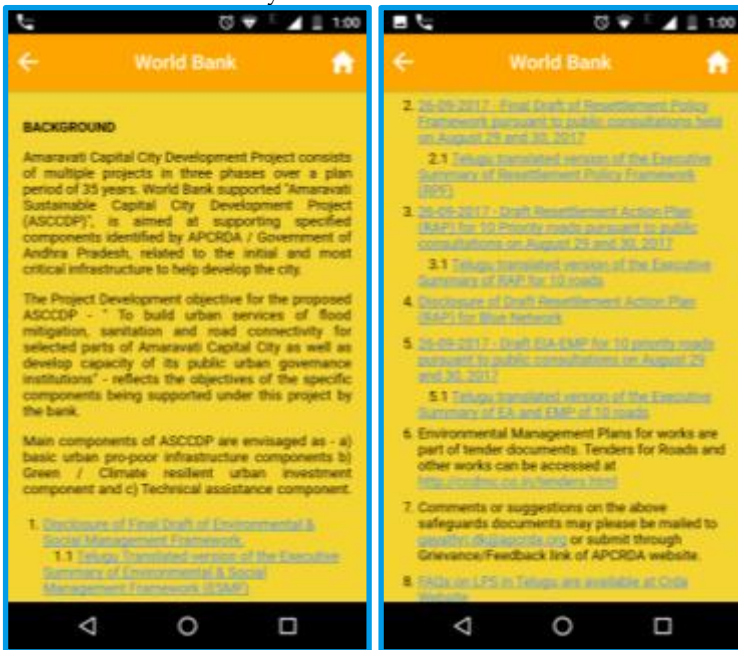 1:00
World Bank
BACKGROUND
Amaravati Capital City Development Project consists
of multiple projects in three phases over a plan
period of 35 years. World Bank supported "Amaravati
Sustainable Capital City Development Project
(ASCCDP)", is aimed at supporting specified
components identified by APCRDA / Government of
Andhra Pradesh, related to the initial and most
critical infrastructure to help develop the city.
The Project Development objective for the proposed
ASCCDP - " To build urban services of flood
mitigation, sanitation and road connectivity for
selected parts of Amaravati Capital City as well as
develop capacity of its public urban governance
institutions" - reflects the objectives of the specific
components being supported under this project by
the bank.
Main components of ASCCDP are envisaged as - a)
basic urban pro-poor infrastructure components b)
Green / Climate resilient urban investment
component and c) Technical assistance component.
1. Disclosure of Final Draft of Environmental &
Social Management Framework.
1.1 Telugu Translated version of the Executive
Summary of Environmental & Social
Management Framework (ESMF)
1:00
World Bank
2. 26-09-2017 - Final Draft of Resettlement Policy
Framework pursuant to public consultations held
on August 29 and 30, 2017
2.1 Telugu translated version of the Executive
Summary of Resettlement Policy Framework
(RPF)
3. 26-09-2017 - Draft Resettlement Action Plan
(RAP) for 10 Priority roads pursuant to public
consultations on August 29 and 30, 2017
3.1 Telugu translated version of the Executive
Summary of RAP for 10 roads
4. Disclosure of Draft Resettlement Action Plan
(RAP) for Blue Network
5. 26-09-2017 - Draft EIA-EMP for 10 priority roads
pursuant to public consultations on August 29
and 30, 2017
5.1 Telugu translated version of the Executive
Summary of EA and EMP of 10 roads
6. Environmental Management Plans for works are
part of tender documents. Tenders for Roads and
other works can be accessed at
7. Comments or suggestions on the above
safeguards documents may please be mailed to
or submit through
Grievance/Feedback link of APCRDA website.
8. FAQs on LPS in Telugu are available at Crda
Website